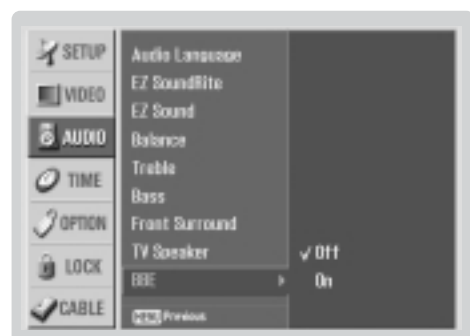 SETUP
VIDEO
AUDIO
TIME
OPTION
LOCK
CABLE
Audio Language
EZ SoundRite
EZ Sound
Balance
Treble
Bass
Front Surround
TV Speaker
BBE
MENU Previous
✓ Off
On